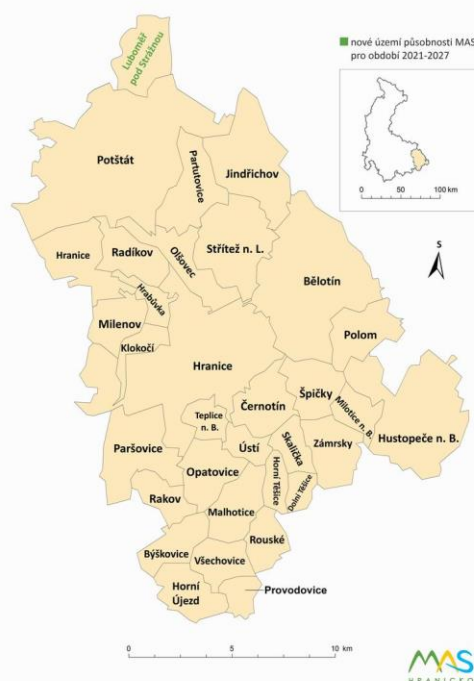 Luboměř
pod Strážnou
nové území působnosti MAS
pro období 2021-2027
0 50 100 km
S
Potštát
Partutovice
Jindřichov
Hranice
Radíkov
Olšovec
Střítež n. L.
Hrabůvka
Bělotín
Milenov
Klokočí
Polom
Hranice
Špičky
Milotice n. B.
Hustopeče n. B.
Teplice
n. B.
Černotín
Paršovice
Ústí
Skalička
Zámrsky
Opatovice
Horní Těšice
Dolní Těšice
Rakov
Malhotice
Rouské
Býškovice
Všechovice
Horní
Újezd
Provodovice
0 5 10 km
MAS
HRANICKO